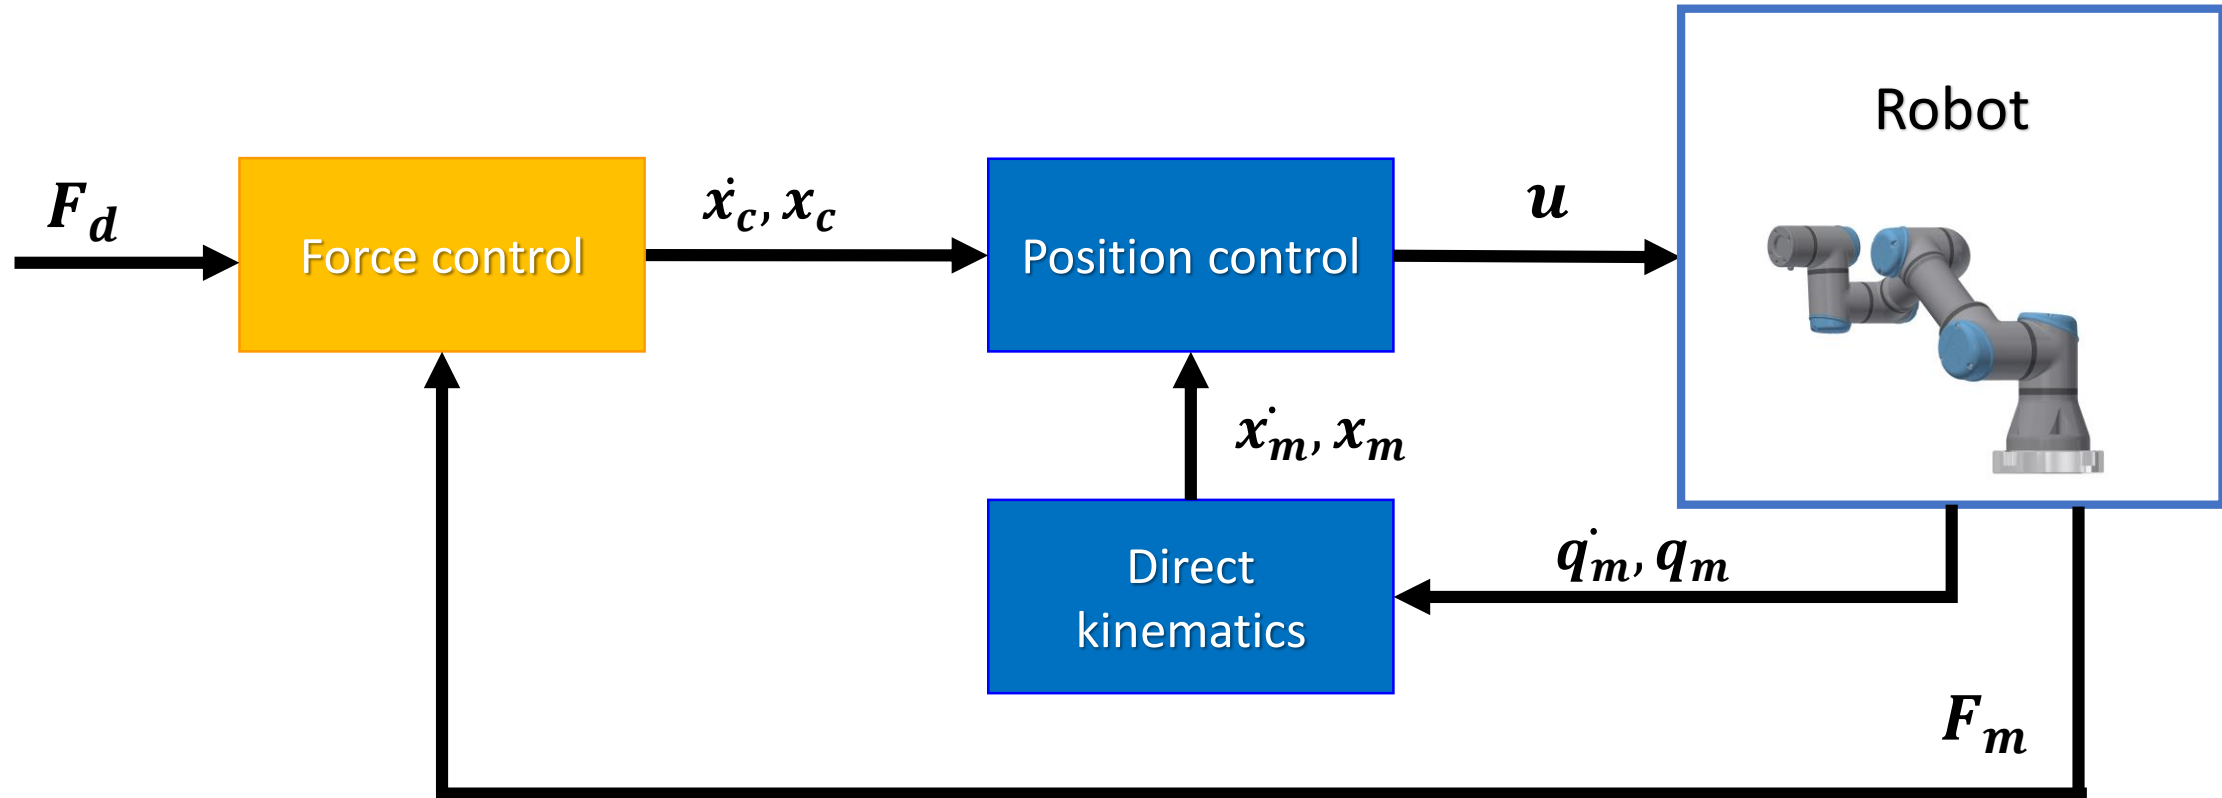 Robot
F_d
Force control
ẋ_c, x_c
Position control
u
ẋ_m, x_m
Direct
kinematics
q̇_m, q_m
F_m